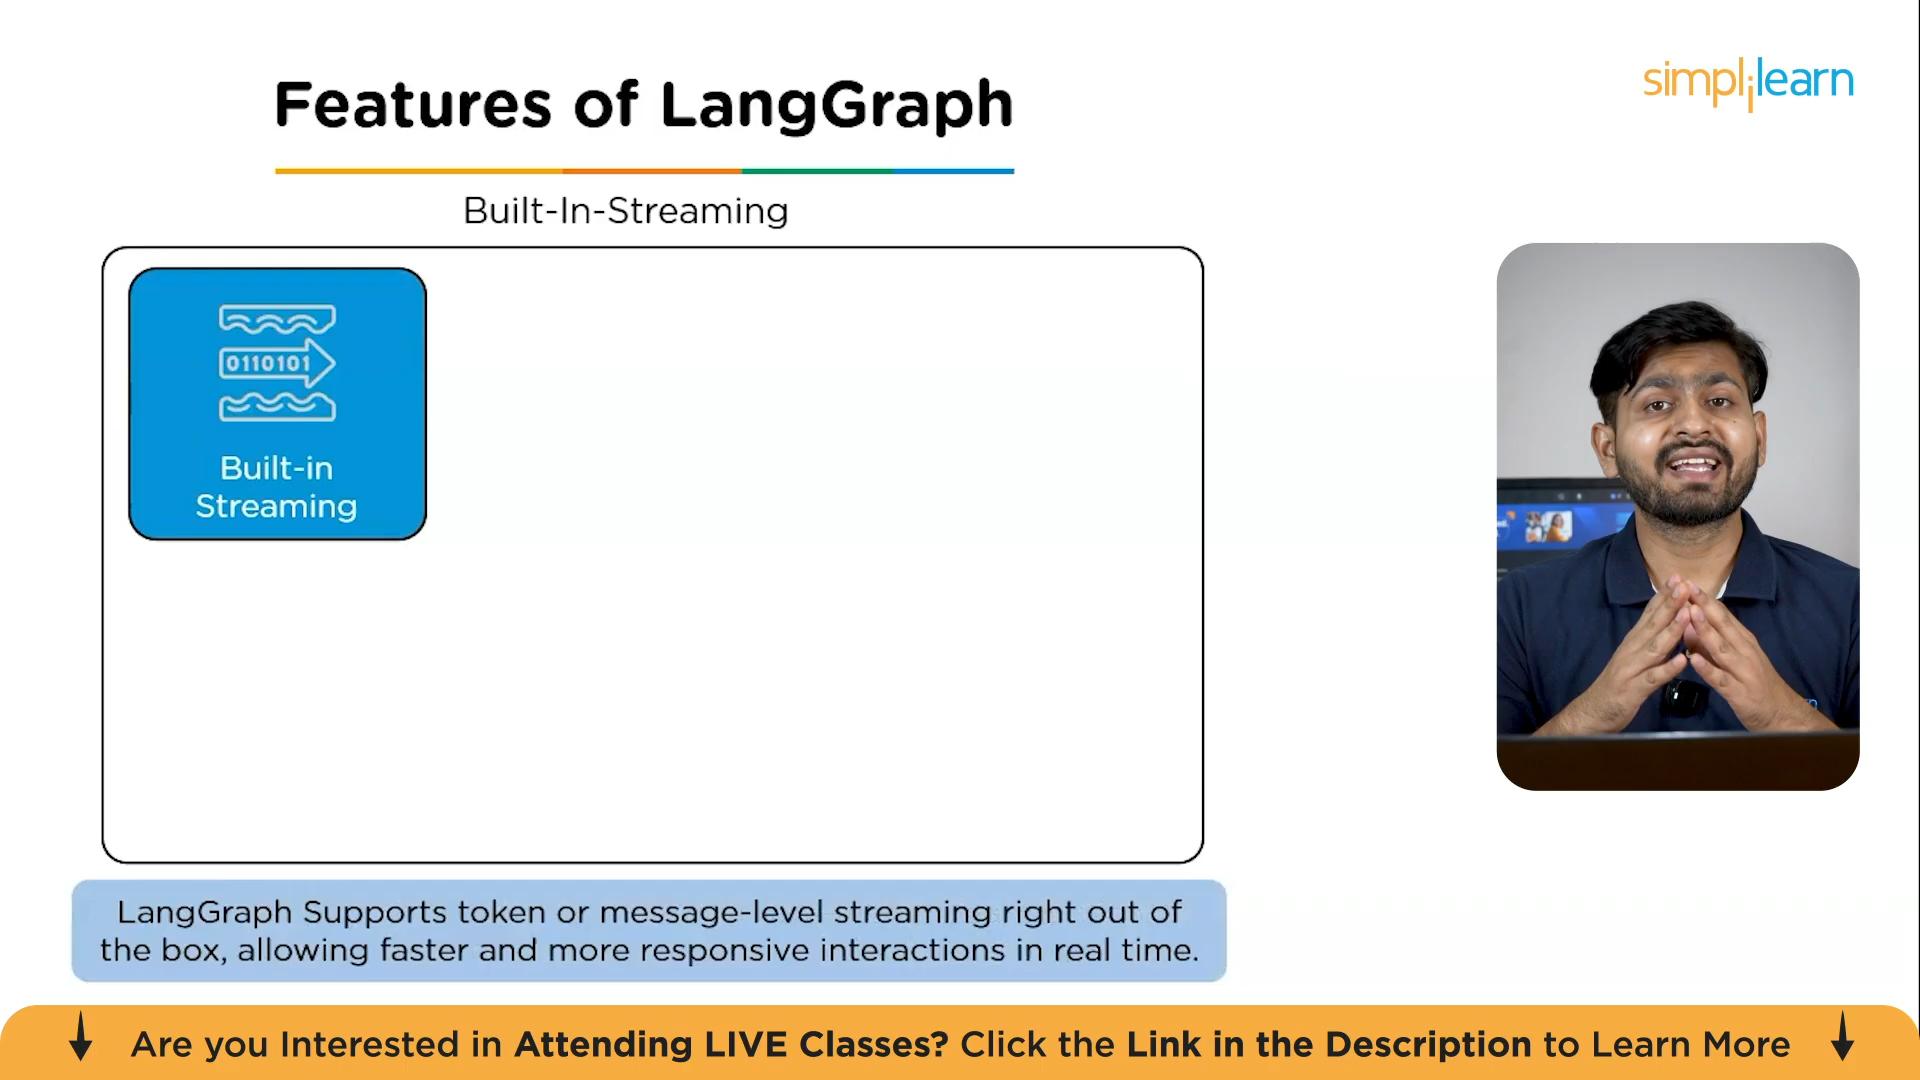 Features of LangGraph
simplilearn
Built-In-Streaming
0110101
Built-in
Streaming
LangGraph Supports token or message-level streaming right out of
the box, allowing faster and more responsive interactions in real time.
Are you Interested in Attending LIVE Classes? Click the Link in the Description to Learn More